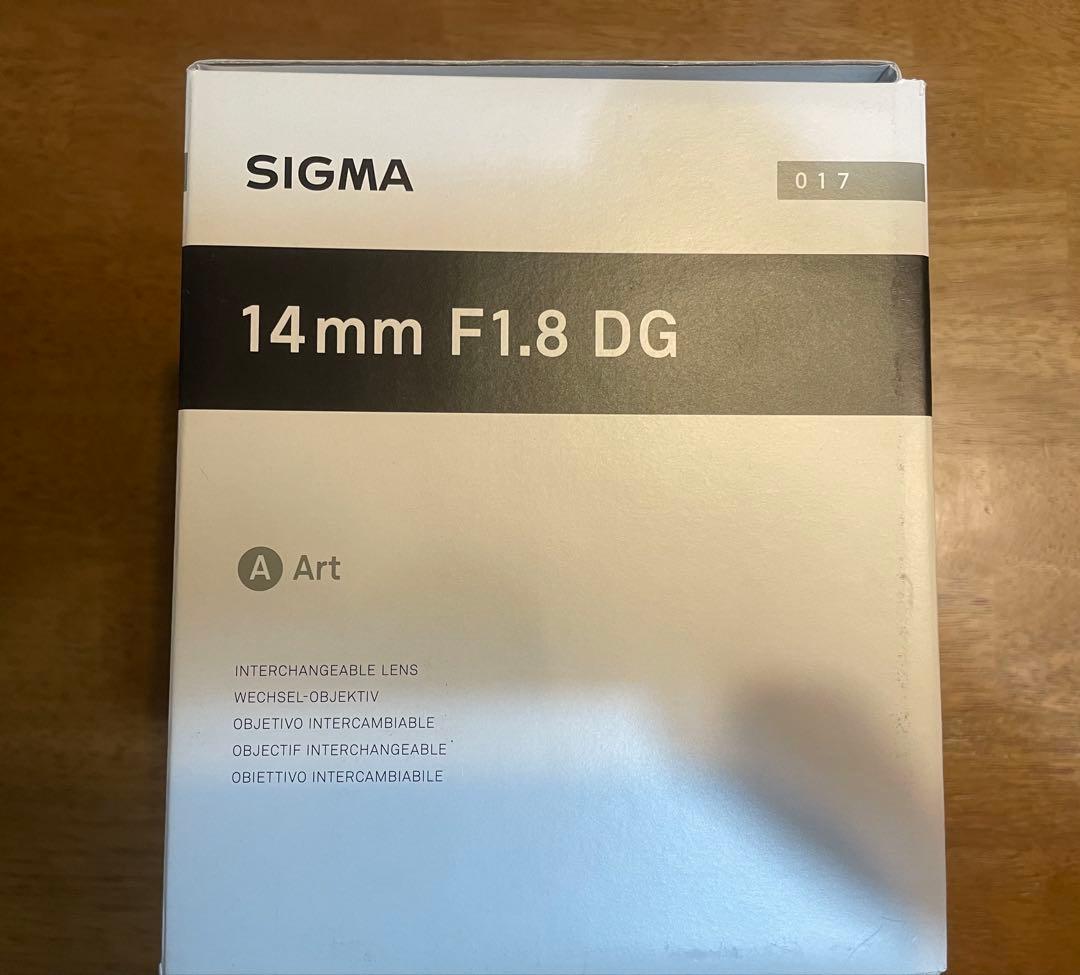 SIGMA
017
14mm F1.8 DG
A Art
INTERCHANGEABLE LENS
WECHSEL-OBJEKTIV
OBJETIVO INTERCAMBIABLE
OBJECTIF INTERCHANGEABLE
OBIETTIVO INTERCAMBIABILE